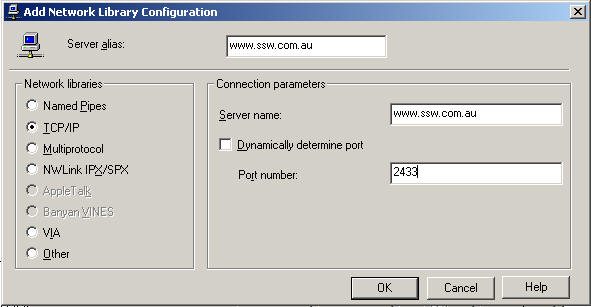 Add Network Library Configuration
Server alias: www.ssw.com.au
Network libraries
Named Pipes
TCP/IP
Multiprotocol
NWLink IPX/SPX
AppleTalk
Banyan VINES
VIA
Other
Connection parameters
Server name: www.ssw.com.au
Dynamically determine port
Port number: 2433
OK Cancel Help